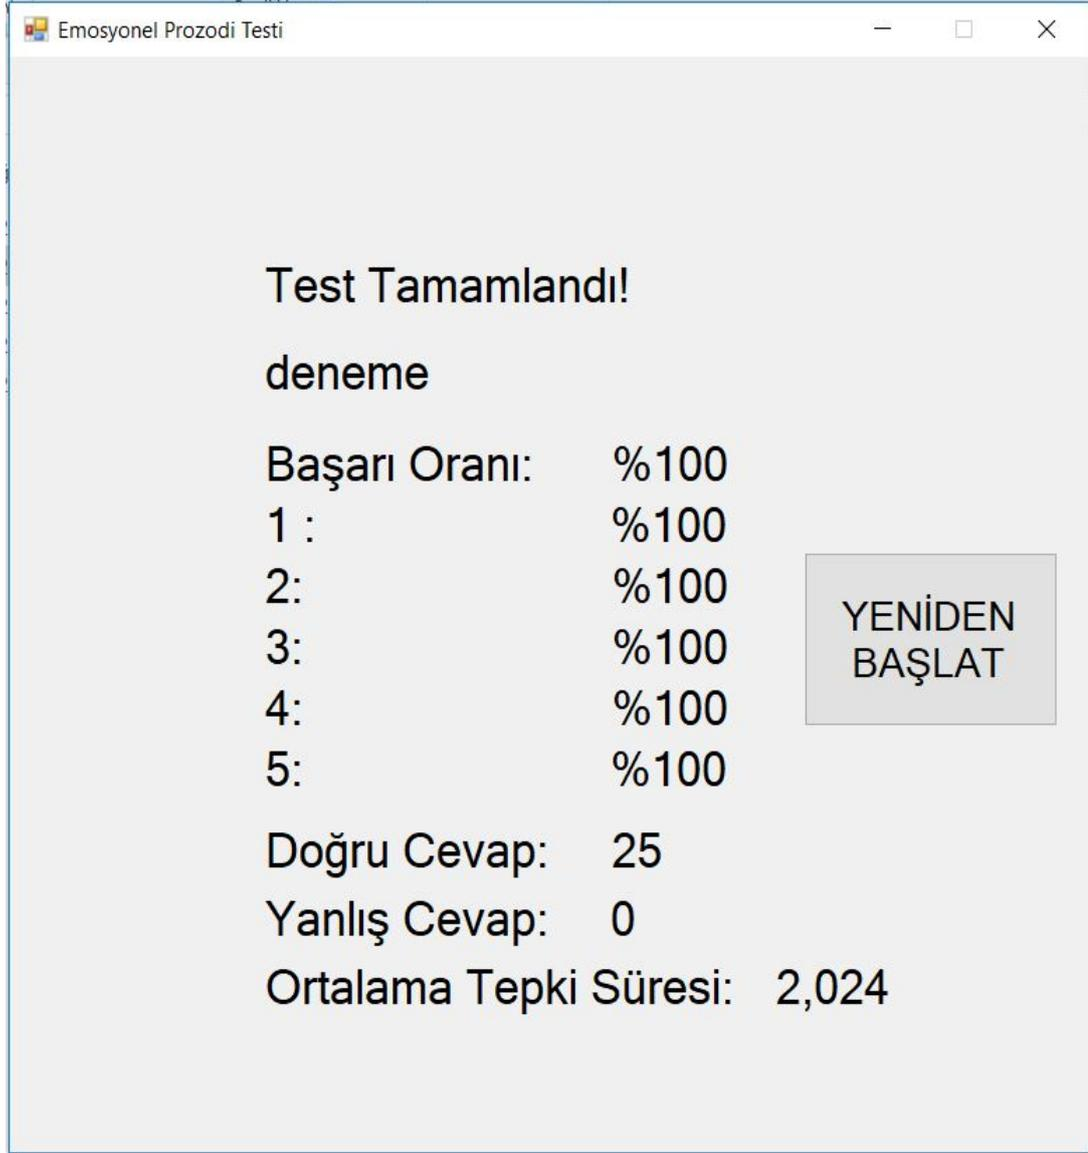 Emosyonel Prozodi Testi
Test Tamamlandı!
deneme
Başarı Oranı: %100
1 : %100
2: %100
3: %100
4: %100
5: %100
YENİDEN
BAŞLAT
Doğru Cevap: 25
Yanlış Cevap: 0
Ortalama Tepki Süresi: 2,024